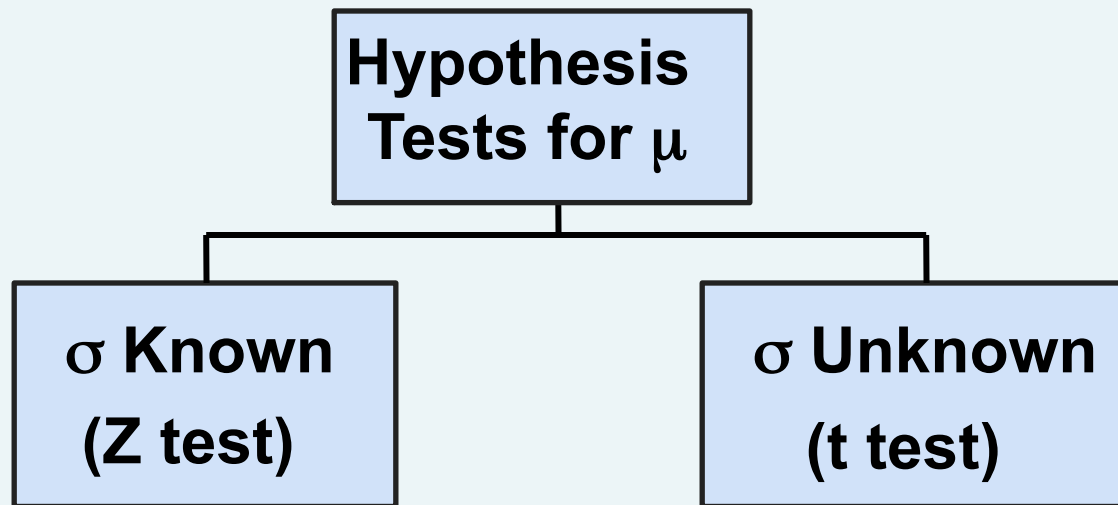 Hypothesis
Tests for μ
σ Known
(Z test)
σ Unknown
(t test)